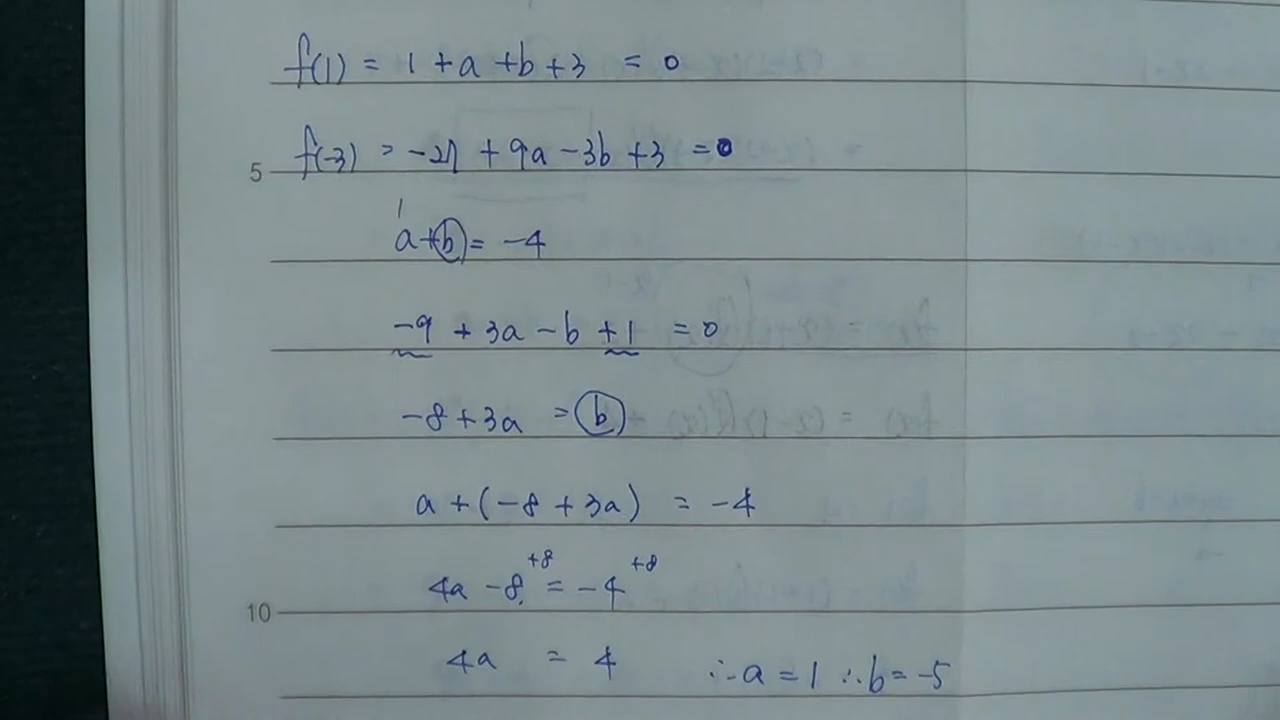 f(1) = 1 + a + b + 3 = 0
5 f(-3) = -27 + 9a - 3b + 3 = 0
1
a + b = -4
-9 + 3a - b + 1 = 0
-8 + 3a = b
a + (-8 + 3a) = -4
+8 +8
10 4a - 8 = -4
4a = 4 ∴ a = 1 ∴ b = -5